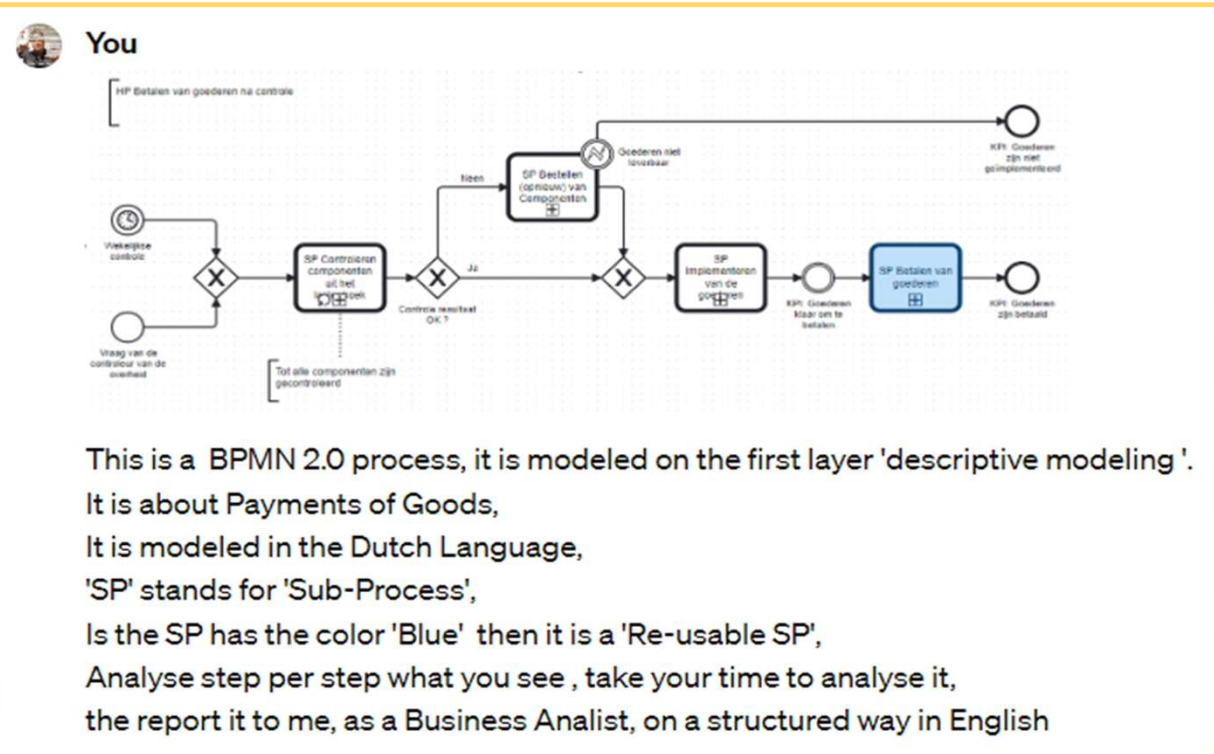 You
HP Betalen van goederen na controle
KPI: Goederen
zijn niet
geïmplementeerd
Goederen niet
leverbaar
Neen
SP Bestellen
(opnieuw) van
Componenten
Wekelijkse
controle
SP Controleren
componenten
uit het
Ja
SP
Implementeren
van de
goederen
SP Betalen van
goederen
Controle resultaat
OK ?
KPI: Goederen
klaar om te
betalen
KPI: Goederen
zijn betaald
Vraag van de
controleur van de
overheid
Tot alle componenten zijn
gecontroleerd
This is a  BPMN 2.0 process, it is modeled on the first layer 'descriptive modeling '.
It is about Payments of Goods,
It is modeled in the Dutch Language,
'SP' stands for 'Sub-Process',
Is the SP has the color 'Blue'  then it is a 'Re-usable SP',
Analyse step per step what you see , take your time to analyse it,
the report it to me, as a Business Analist, on a structured way in English